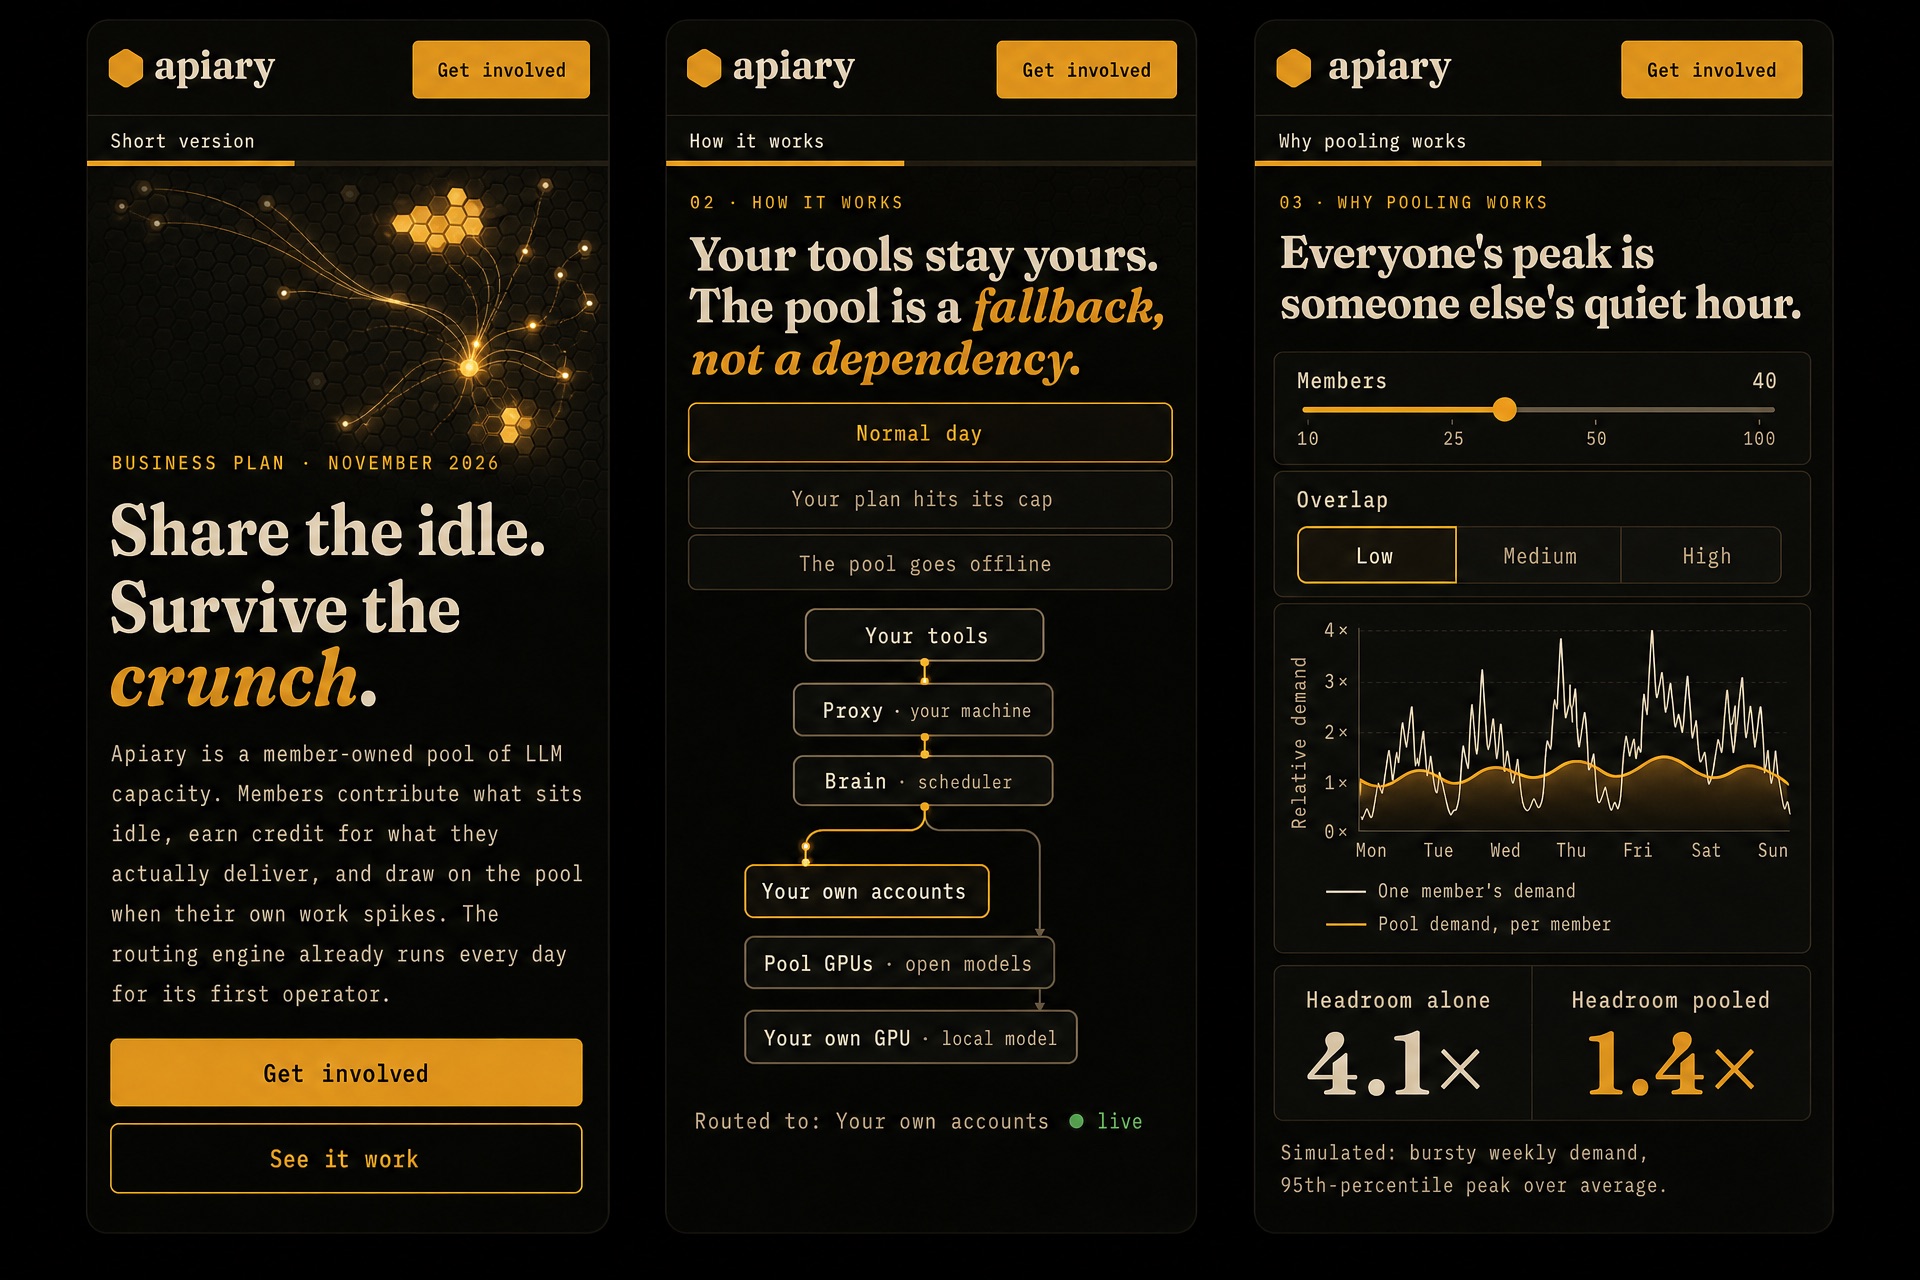 apiary
Get involved
Short version
BUSINESS PLAN · NOVEMBER 2026
Share the idle.
Survive the
crunch.
Apiary is a member-owned pool of LLM
capacity. Members contribute what sits
idle, earn credit for what they
actually deliver, and draw on the pool
when their own work spikes. The
routing engine already runs every day
for its first operator.
Get involved
See it work
apiary
Get involved
How it works
02 · HOW IT WORKS
Your tools stay yours.
The pool is a fallback,
not a dependency.
Normal day
Your plan hits its cap
The pool goes offline
Your tools
Proxy · your machine
Brain · scheduler
Your own accounts
Pool GPUs · open models
Your own GPU · local model
Routed to: Your own accounts live
apiary
Get involved
Why pooling works
03 · WHY POOLING WORKS
Everyone's peak is
someone else's quiet hour.
Members 40
10 25 50 100
Overlap
Low Medium High
Relative demand
4×
3×
2×
1×
0×
Mon Tue Wed Thu Fri Sat Sun
One member's demand
Pool demand, per member
Headroom alone
4.1×
Headroom pooled
1.4×
Simulated: bursty weekly demand,
95th-percentile peak over average.